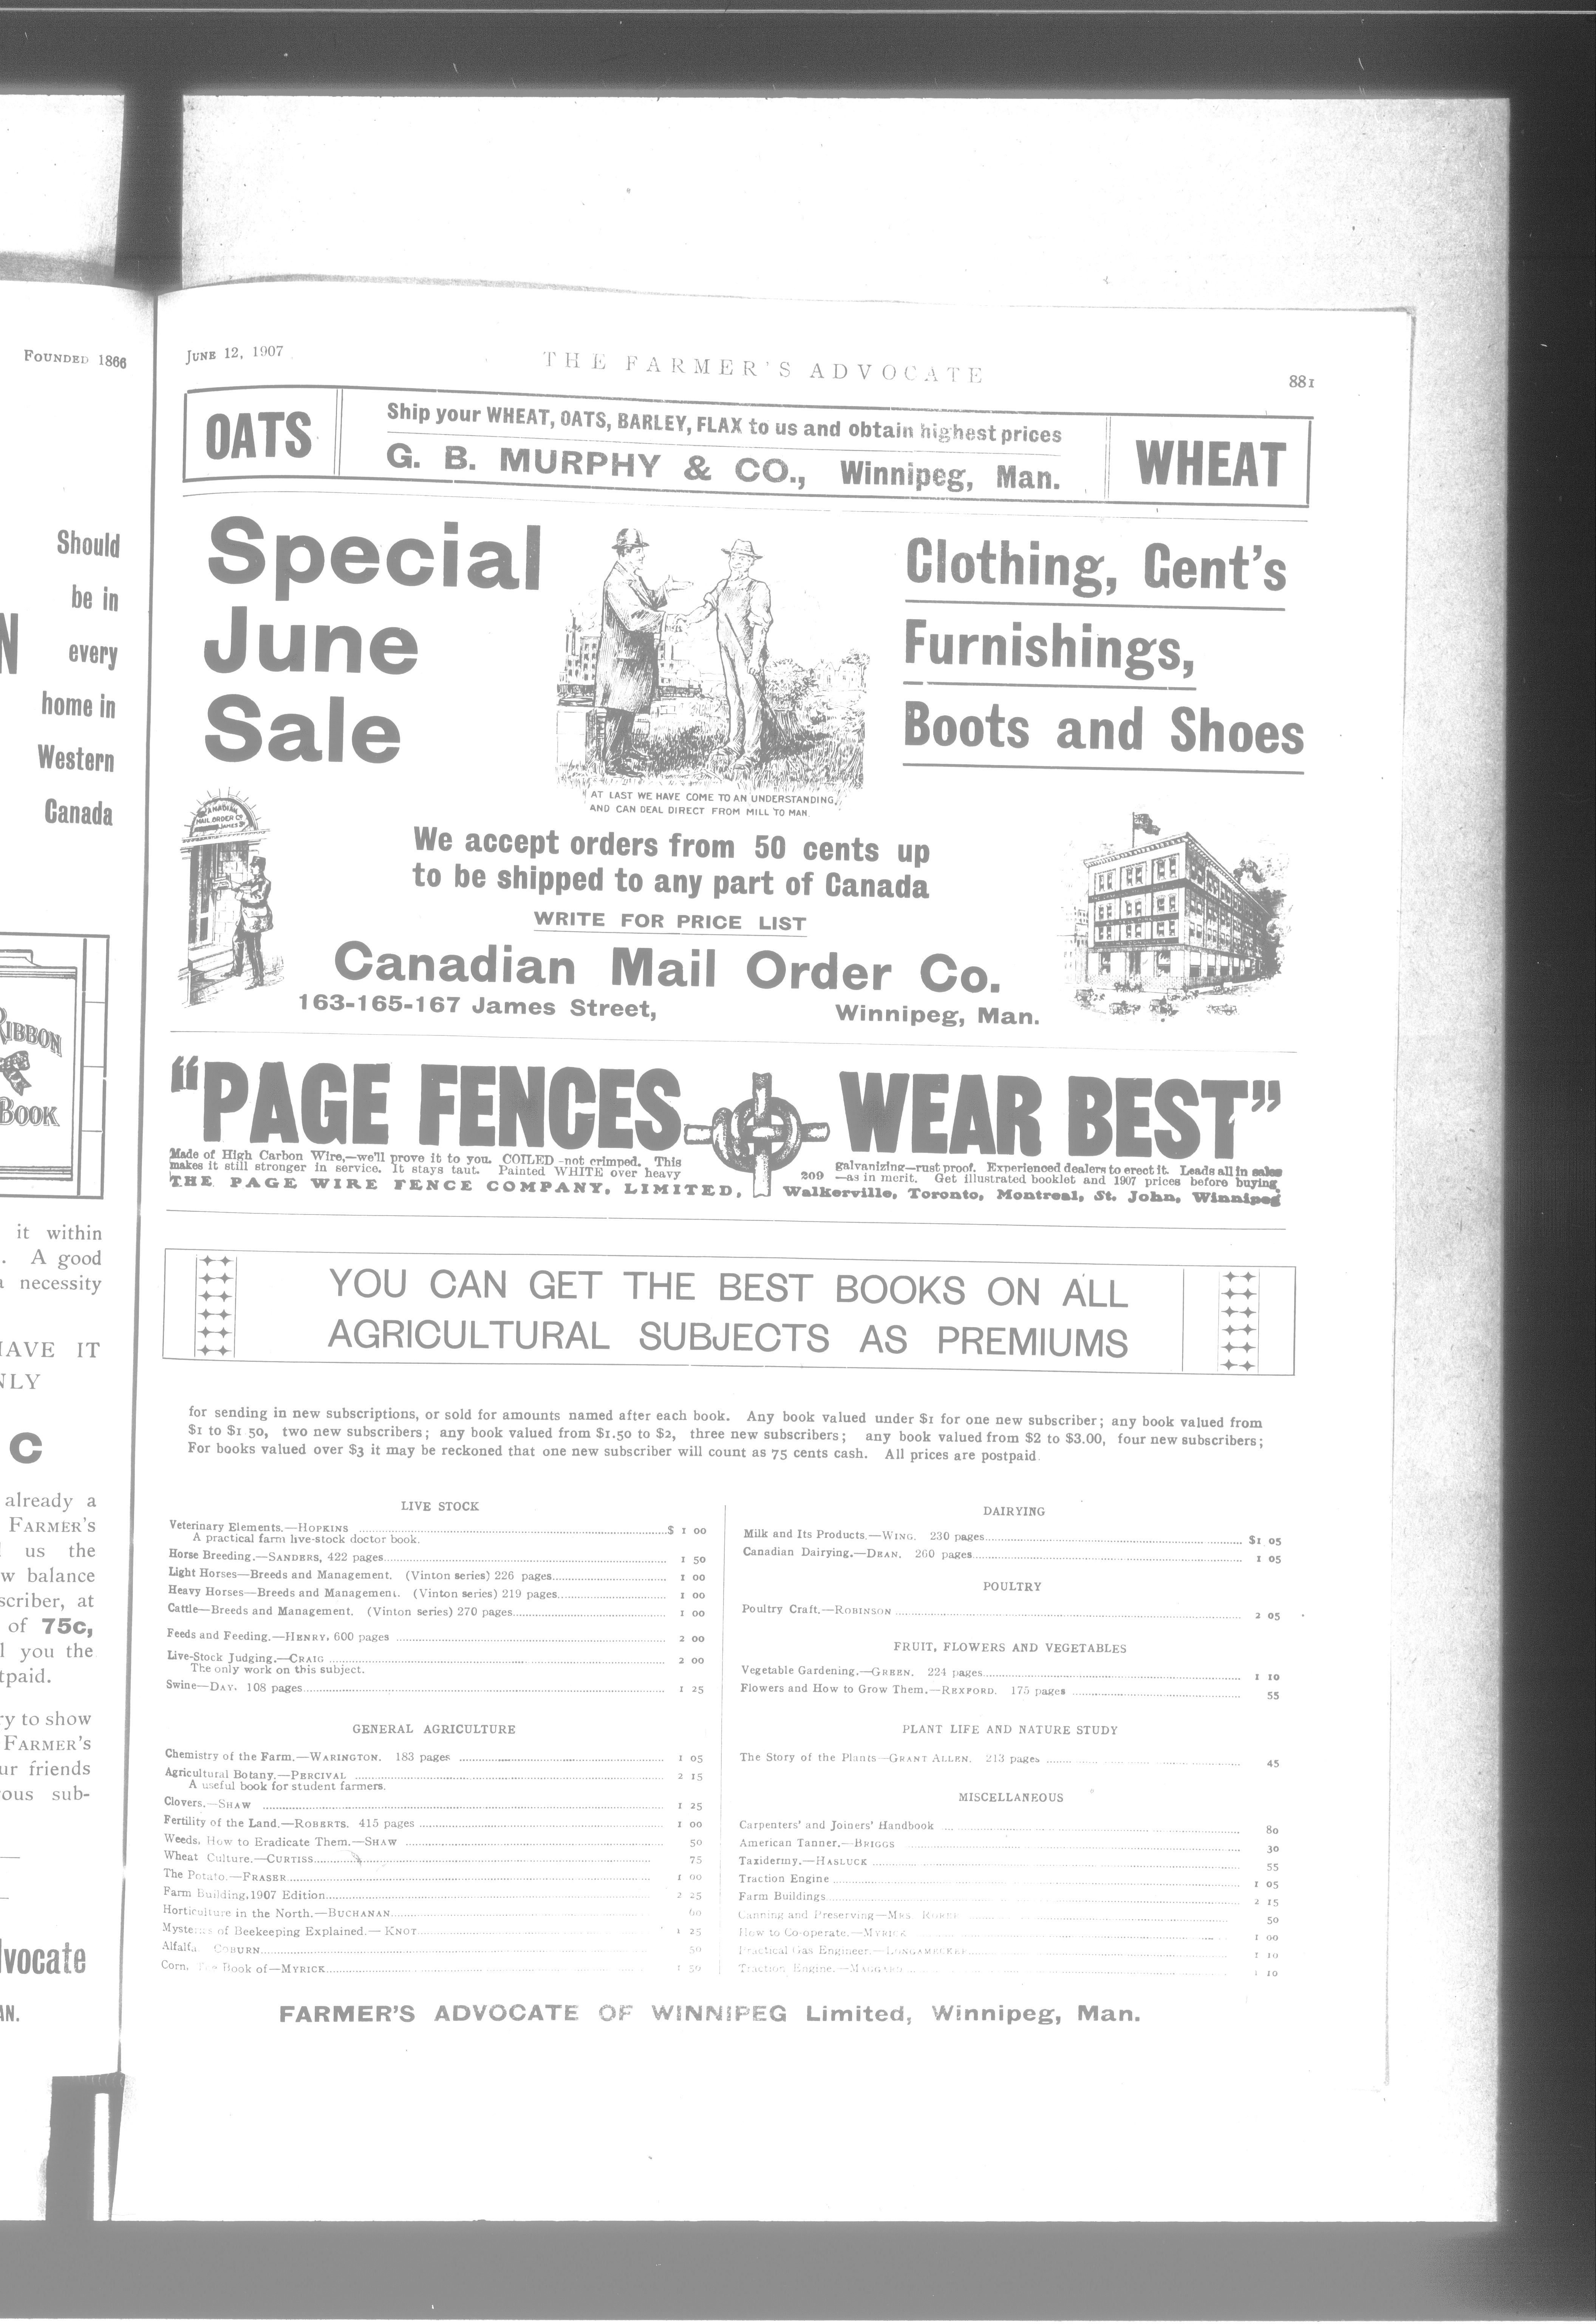 FOUNDED 1866
Should
be in
N every
home in
Western
Canada
RIBBON
BOOK
it within
. A good
necessity
HAVE IT
NLY
C
already a
FARMER'S
us the
w balance
scriber, at
of 75c,
l you the
tpaid.
ry to show
FARMER'S
ur friends
ous sub-
dvocate
AN.
JUNE 12, 1907
THE FARMER'S ADVOCATE
881
OATS
Ship your WHEAT, OATS, BARLEY, FLAX to us and obtain highest prices
G. B. MURPHY & CO., Winnipeg, Man.
WHEAT
Special
June
Sale
Clothing, Gent's
Furnishings,
Boots and Shoes
"AT LAST WE HAVE COME TO AN UNDERSTANDING,"
AND CAN DEAL DIRECT FROM MILL TO MAN.
CANADIAN
MAIL ORDER CO
JAMES ST
We accept orders from 50 cents up
to be shipped to any part of Canada
WRITE FOR PRICE LIST
Canadian Mail Order Co.
163-165-167 James Street, Winnipeg, Man.
"PAGE FENCES WEAR BEST"
Made of High Carbon Wire,—we'll prove it to you. COILED—not crimped. This
makes it still stronger in service. It stays taut. Painted WHITE over heavy
galvanizing—rust proof. Experienced dealers to erect it. Leads all in sales
209 —as in merit. Get illustrated booklet and 1907 prices before buying.
THE PAGE WIRE FENCE COMPANY, LIMITED, Walkerville, Toronto, Montreal, St. John, Winnipeg
YOU CAN GET THE BEST BOOKS ON ALL
AGRICULTURAL SUBJECTS AS PREMIUMS
for sending in new subscriptions, or sold for amounts named after each book. Any book valued under $1 for one new subscriber; any book valued from
$1 to $1 50, two new subscribers; any book valued from $1.50 to $2, three new subscribers; any book valued from $2 to $3.00, four new subscribers;
For books valued over $3 it may be reckoned that one new subscriber will count as 75 cents cash. All prices are postpaid.
LIVE STOCK
Veterinary Elements.—HOPKINS $ 1 00
A practical farm live-stock doctor book.
Horse Breeding.—SANDERS, 422 pages 1 50
Light Horses—Breeds and Management. (Vinton series) 226 pages 1 00
Heavy Horses—Breeds and Management. (Vinton series) 219 pages 1 00
Cattle—Breeds and Management. (Vinton series) 270 pages 1 00
Feeds and Feeding.—HENRY, 600 pages 2 00
Live-Stock Judging.—CRAIG 2 00
The only work on this subject.
Swine—DAY. 108 pages 1 25
GENERAL AGRICULTURE
Chemistry of the Farm.—WARINGTON. 183 pages 1 05
Agricultural Botany.—PERCIVAL 2 15
A useful book for student farmers.
Clovers.—SHAW 1 25
Fertility of the Land.—ROBERTS. 415 pages 1 00
Weeds. How to Eradicate Them.—SHAW 50
Wheat Culture.—CURTISS 75
The Potato.—FRASER 1 00
Farm Building, 1907 Edition 2 25
Horticulture in the North.—BUCHANAN 60
Mysteries of Beekeeping Explained.—KNOT 1 25
Alfalfa COBURN 50
Corn. The Book of—MYRICK 1 50
DAIRYING
Milk and Its Products.—WING. 230 pages $1 05
Canadian Dairying.—DEAN. 260 pages 1 05
POULTRY
Poultry Craft.—ROBINSON 2 05
FRUIT, FLOWERS AND VEGETABLES
Vegetable Gardening.—GREEN. 224 pages 1 10
Flowers and How to Grow Them.—REXFORD. 175 pages 55
PLANT LIFE AND NATURE STUDY
The Story of the Plants—GRANT ALLEN. 213 pages 45
MISCELLANEOUS
Carpenters' and Joiners' Handbook 80
American Tanner.—BRIGGS 30
Taxidermy.—HASLUCK 55
Traction Engine 1 05
Farm Buildings 2 15
Canning and Preserving—MRS. 50
How to Co-operate.—MYRICK 1 00
Practical Gas Engineer.—LONGANECKER 1 10
Traction Engine.—MAGGARD 1 10
FARMER'S ADVOCATE OF WINNIPEG Limited, Winnipeg, Man.